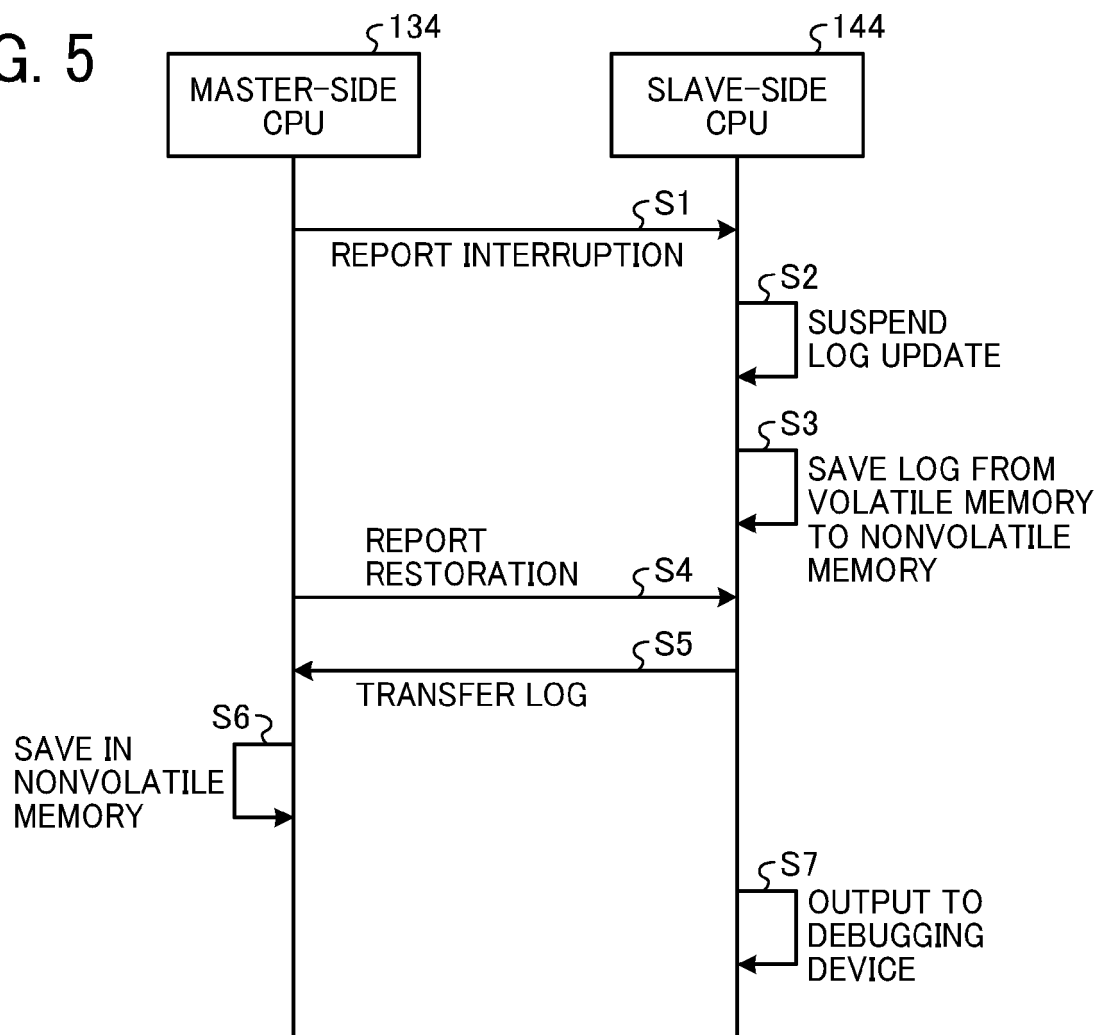 G. 5
134
MASTER-SIDE
CPU
144
SLAVE-SIDE
CPU
S1
REPORT INTERRUPTION
S2
SUSPEND
LOG UPDATE
S3
SAVE LOG FROM
VOLATILE MEMORY
TO NONVOLATILE
MEMORY
REPORT
RESTORATION
S4
S5
TRANSFER LOG
S6
SAVE IN
NONVOLATILE
MEMORY
S7
OUTPUT TO
DEBUGGING
DEVICE